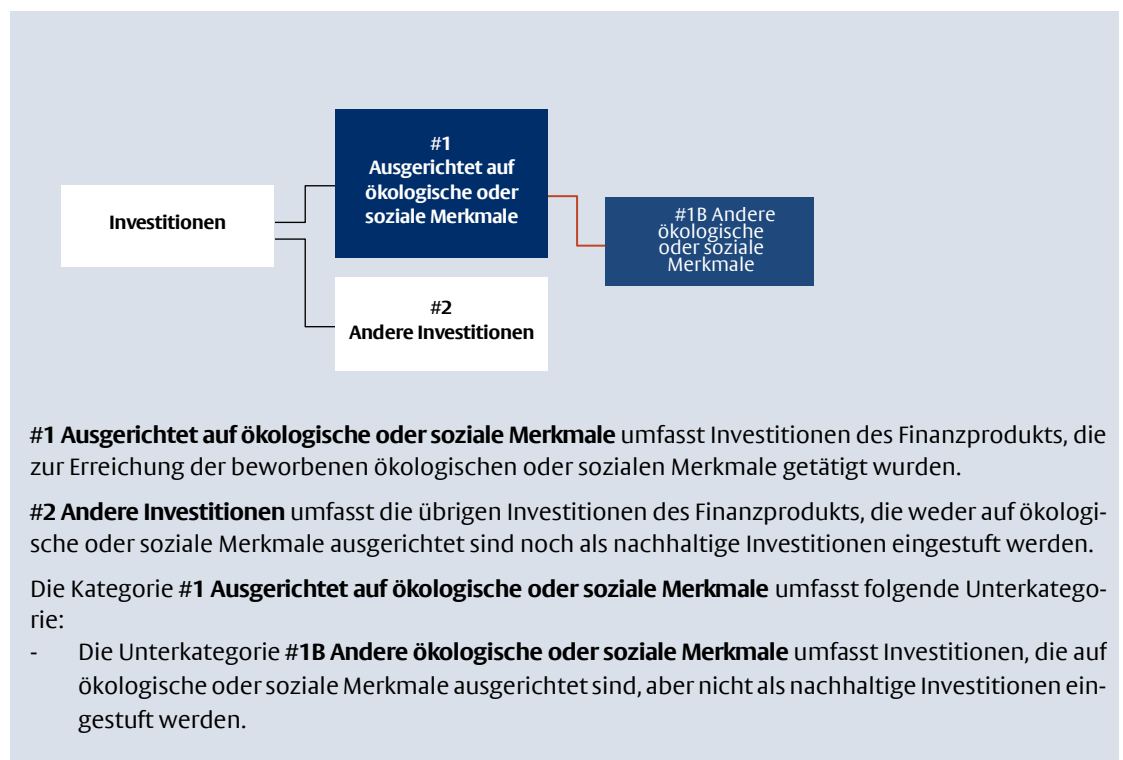 #1
Ausgerichtet auf
ökologische oder
soziale Merkmale
Investitionen
#1B Andere
ökologische
oder soziale
Merkmale
#2
Andere Investitionen
#1 Ausgerichtet auf ökologische oder soziale Merkmale umfasst Investitionen des Finanzprodukts, die
zur Erreichung der beworbenen ökologischen oder sozialen Merkmale getätigt wurden.
#2 Andere Investitionen umfasst die übrigen Investitionen des Finanzprodukts, die weder auf ökologi-
sche oder soziale Merkmale ausgerichtet sind noch als nachhaltige Investitionen eingestuft werden.
Die Kategorie #1 Ausgerichtet auf ökologische oder soziale Merkmale umfasst folgende Unterkatego-
rie:
- Die Unterkategorie #1B Andere ökologische oder soziale Merkmale umfasst Investitionen, die auf
ökologische oder soziale Merkmale ausgerichtet sind, aber nicht als nachhaltige Investitionen ein-
gestuft werden.